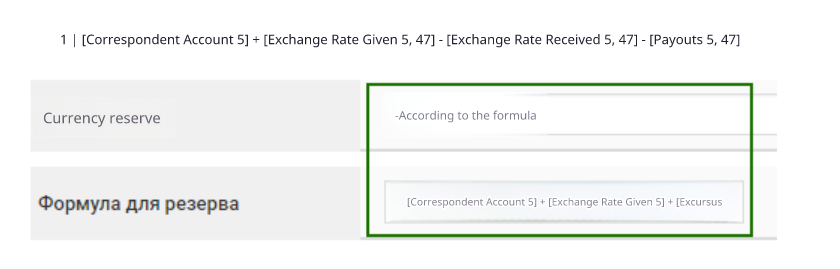 1 | [Correspondent Account 5] + [Exchange Rate Given 5, 47] - [Exchange Rate Received 5, 47] - [Payouts 5, 47]
Currency reserve
-According to the formula
Формула для резерва
[Correspondent Account 5] + [Exchange Rate Given 5] + [Excursus